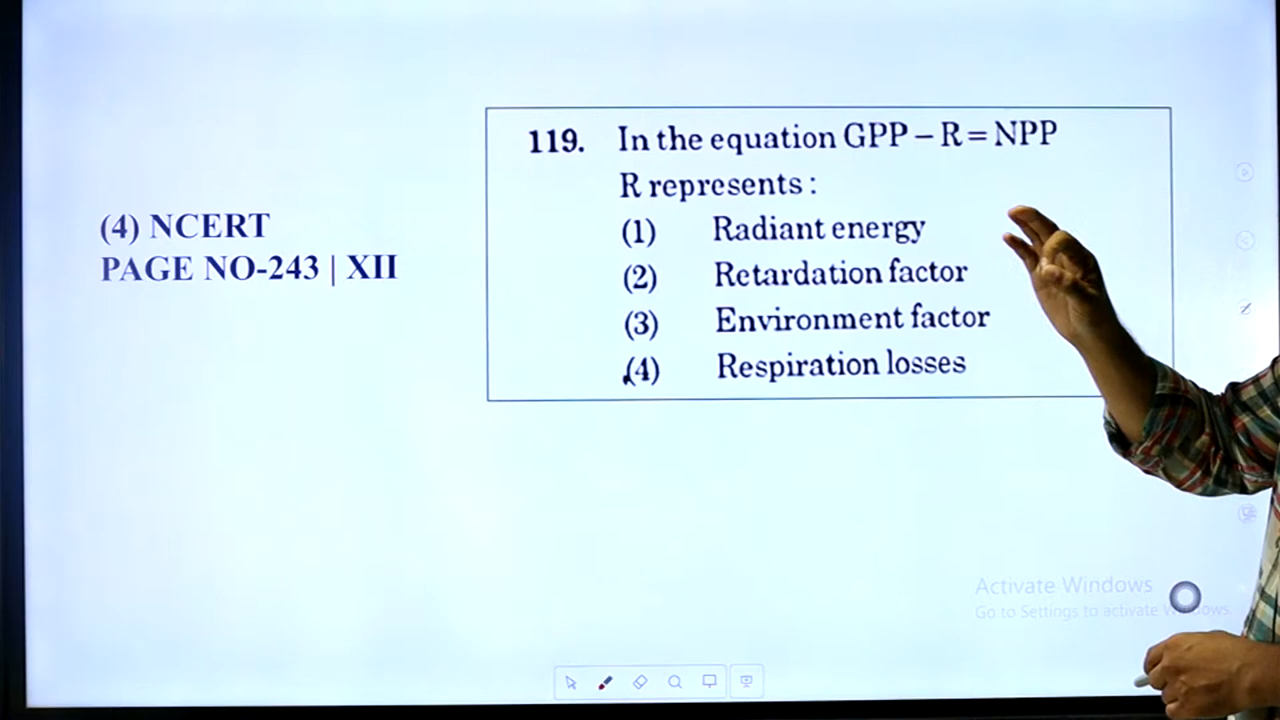 (4) NCERT
PAGE NO-243 | XII
119. In the equation GPP – R = NPP
R represents :
(1) Radiant energy
(2) Retardation factor
(3) Environment factor
(4) Respiration losses
Activate Windows
Go to Settings to activate Windows.